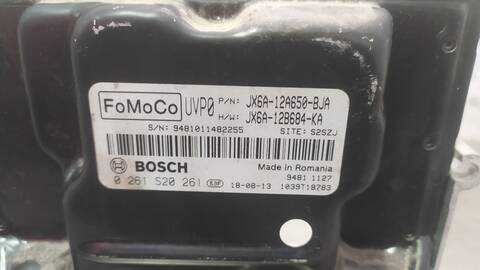 FoMoCo UVP0 P/N: JX6A-12A650-BJA
H/W: JX6A-12B684-KA
S/N: 9481011482255 SITE: S2SZJ
BOSCH Made in Romania
9481 1127
0 261 S20 261 18-08-13 1039T18783